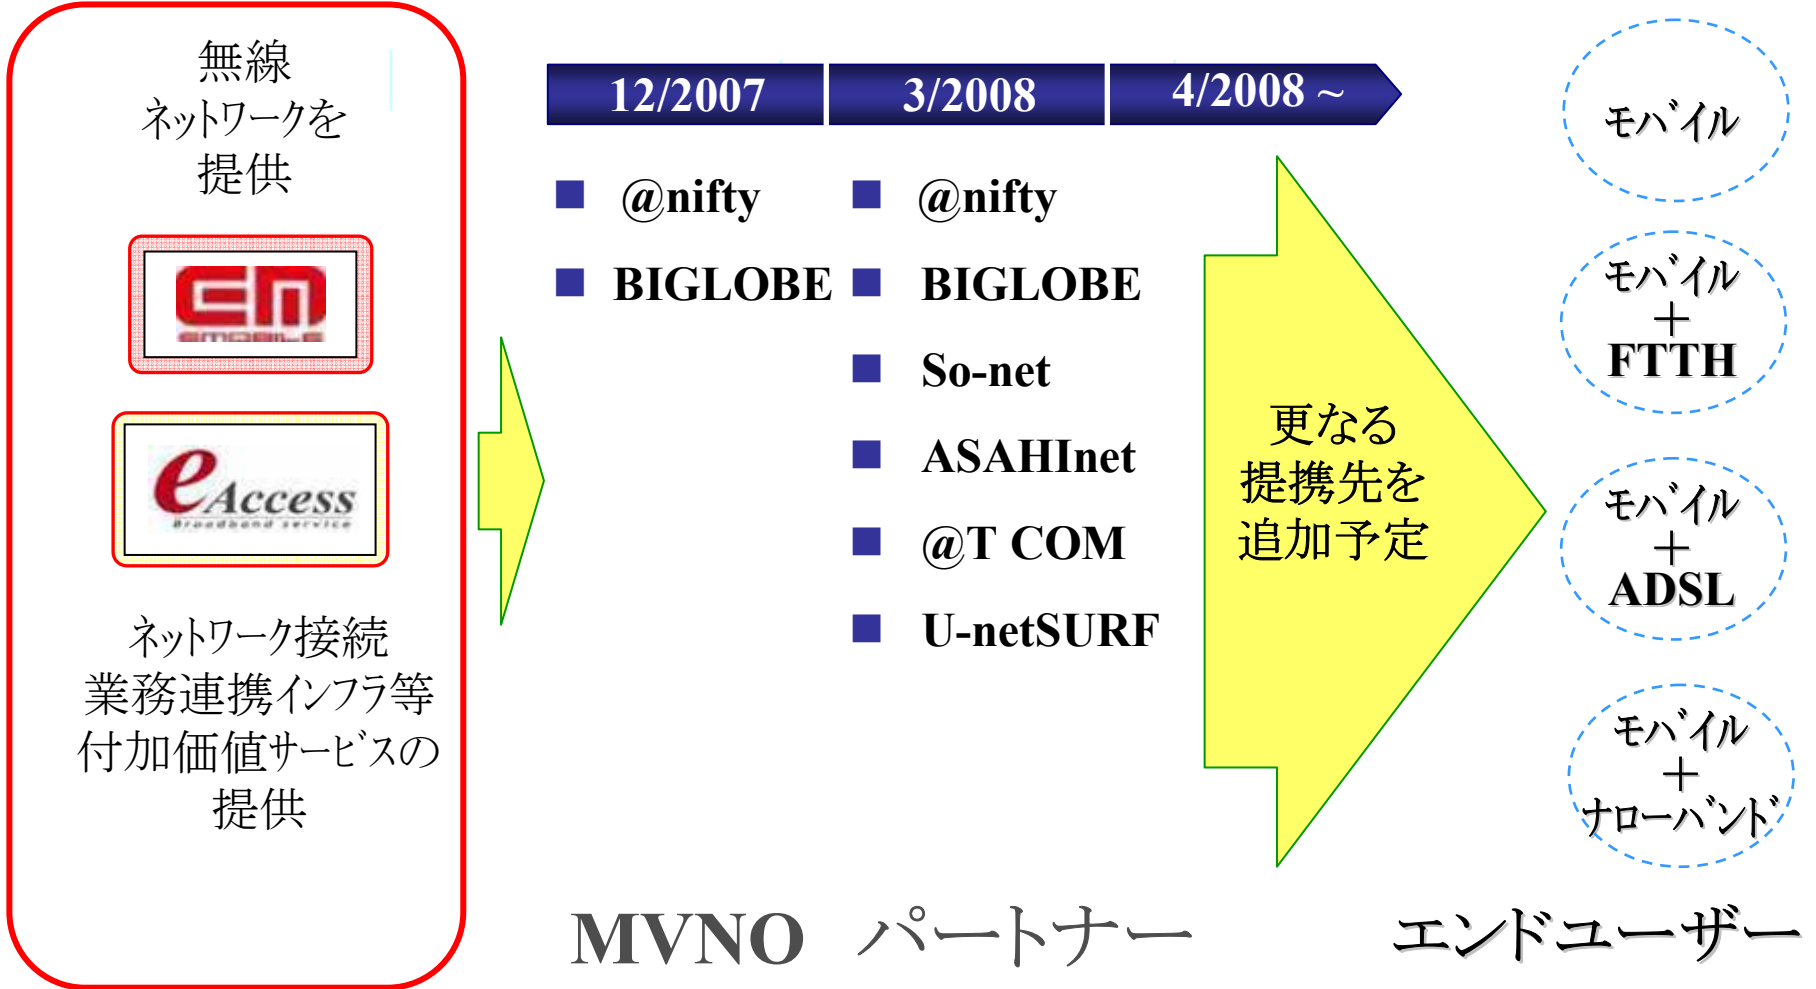 無線
ネットワークを
提供
EM
EMOBILE
eAccess
Broadband service
ネットワーク接続
業務連携インフラ等
付加価値サービスの
提供
12/2007
3/2008
4/2008 ~
@nifty
BIGLOBE
@nifty
BIGLOBE
So-net
ASAHInet
@T COM
U-netSURF
更なる
提携先を
追加予定
MVNO パートナー
モバイル
モバイル
＋
FTTH
モバイル
＋
ADSL
モバイル
＋
ナローバンド
エンドユーザー